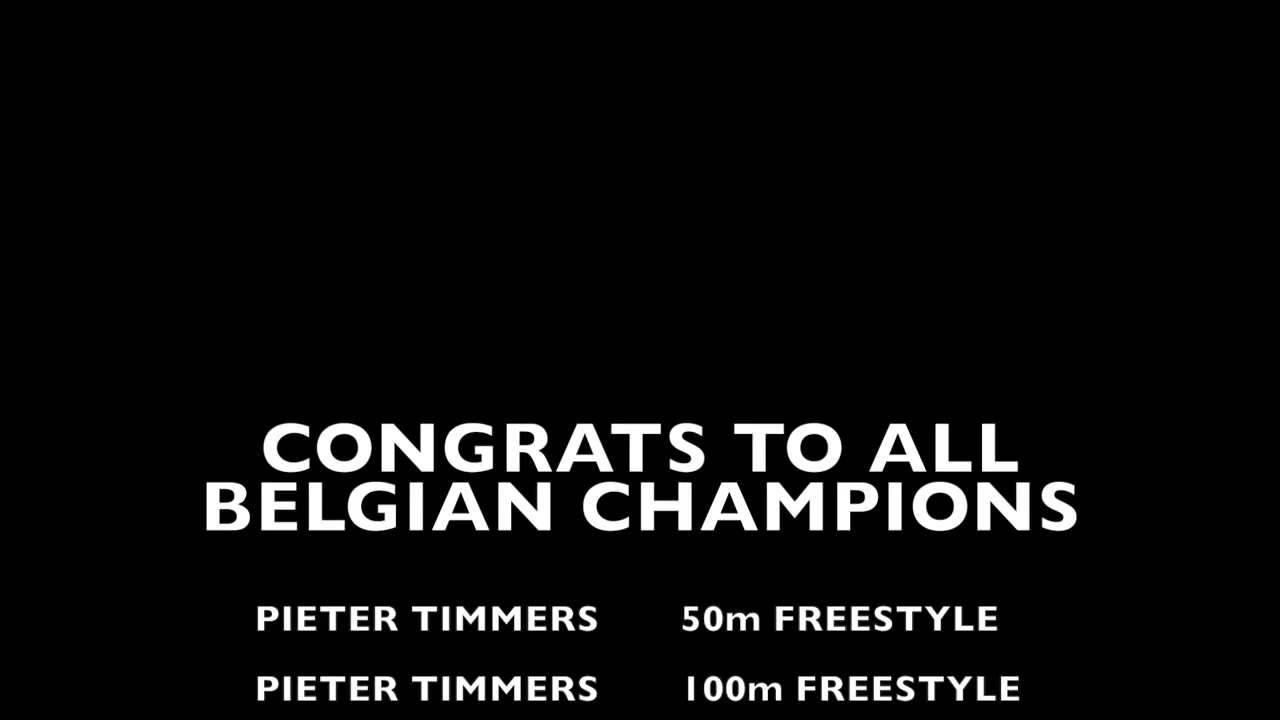 CONGRATS TO ALL
BELGIAN CHAMPIONS
PIETER TIMMERS 50m FREESTYLE
PIETER TIMMERS 100m FREESTYLE